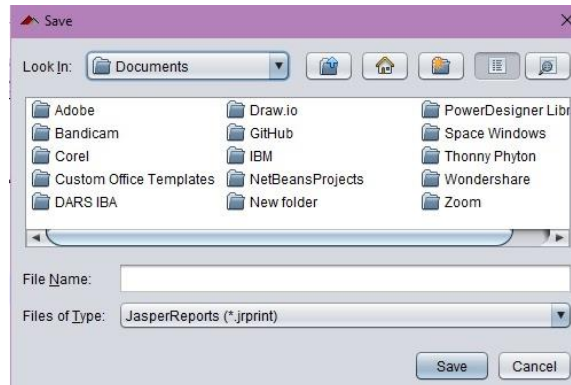 Save
Look In: Documents
Adobe Draw.io PowerDesigner Libr
Bandicam GitHub Space Windows
Corel IBM Thonny Phyton
Custom Office Templates NetBeansProjects Wondershare
DARS IBA New folder Zoom
File Name:
Files of Type: JasperReports (*.jrprint)
Save Cancel